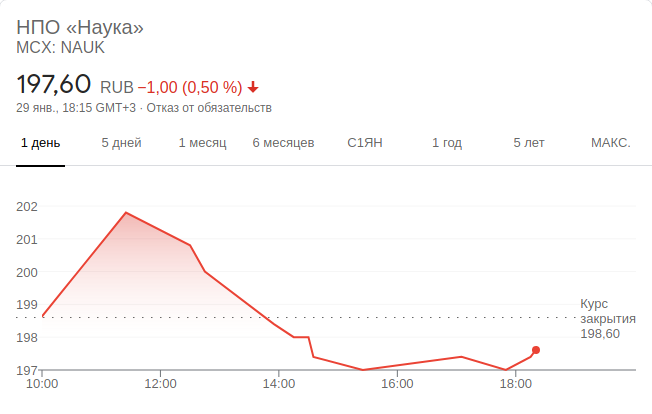 НПО «Наука»
MCX: NAUK
197,60 RUB −1,00 (0,50 %)
29 янв., 18:15 GMT+3 · Отказ от обязательств
1 день 5 дней 1 месяц 6 месяцев С1ЯН 1 год 5 лет МАКС.
202
201
200
199
198
197
Курс
закрытия
198,60
10:00 12:00 14:00 16:00 18:00